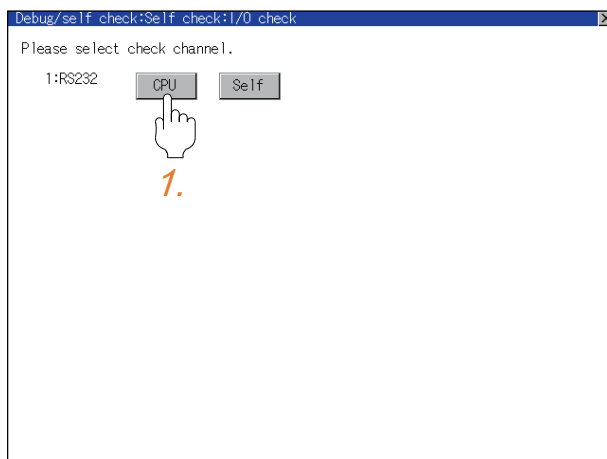 Debug/self check:Self check:I/O check
Please select check channel.
1:RS232 CPU Self
1.